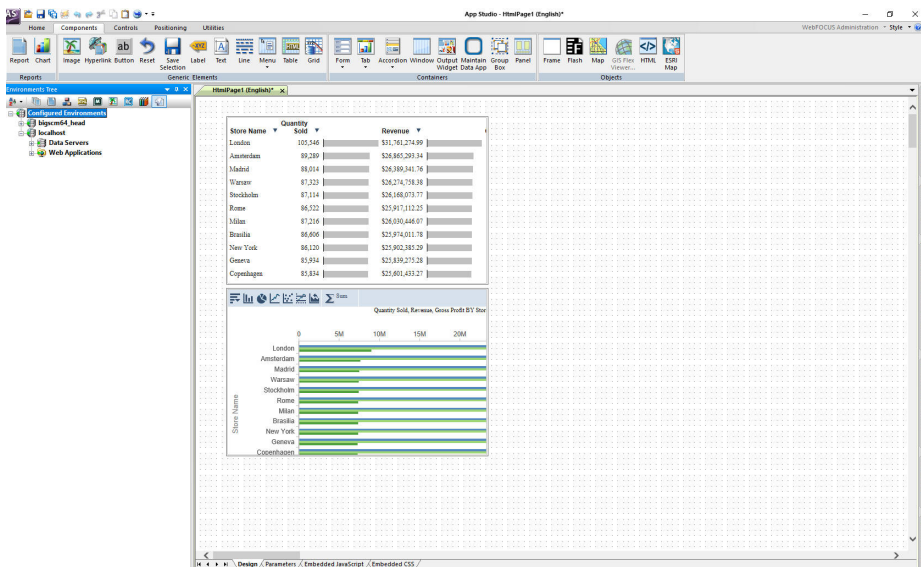 AS
App Studio - HtmlPage1 (English)*
Home Components Controls Positioning Utilities
WebFOCUS Administration Style
Report Chart Image Hyperlink Button Reset Save Selection Label Text Line Menu Table Grid Form Tab Accordion Window Output Widget Maintain Data App Group Box Panel Frame Flash Map GIS Flex Viewer... HTML ESRI Map
Reports Generic Elements Containers Objects
Environments Tree
HtmlPage1 (English)*
Configured Environments
bigscm64_head
localhost
Data Servers
Web Applications
Store Name Quantity Sold Revenue
London 105,546 $31,761,274.99
Amsterdam 89,289 $26,865,293.34
Madrid 88,014 $26,389,341.76
Warsaw 87,323 $26,274,758.38
Stockholm 87,114 $26,168,073.77
Rome 86,522 $25,917,112.25
Milan 87,216 $26,030,446.07
Brasilia 86,606 $25,974,011.78
New York 86,120 $25,902,385.29
Geneva 85,934 $25,839,275.28
Copenhagen 85,834 $25,601,433.27
Sum
Quantity Sold, Revenue, Gross Profit BY Stor
0 5M 10M 15M 20M
Store Name
London
Amsterdam
Madrid
Warsaw
Stockholm
Rome
Milan
Brasilia
New York
Geneva
Copenhagen
Design Parameters Embedded JavaScript Embedded CSS